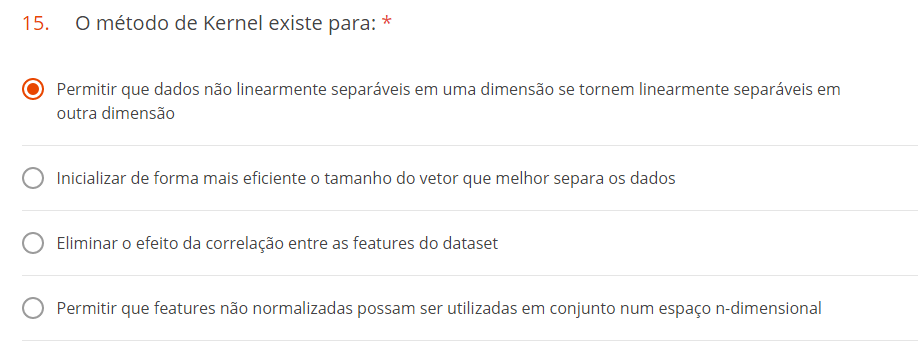 15. O método de Kernel existe para: *
Permitir que dados não linearmente separáveis em uma dimensão se tornem linearmente separáveis em
outra dimensão
Inicializar de forma mais eficiente o tamanho do vetor que melhor separa os dados
Eliminar o efeito da correlação entre as features do dataset
Permitir que features não normalizadas possam ser utilizadas em conjunto num espaço n-dimensional